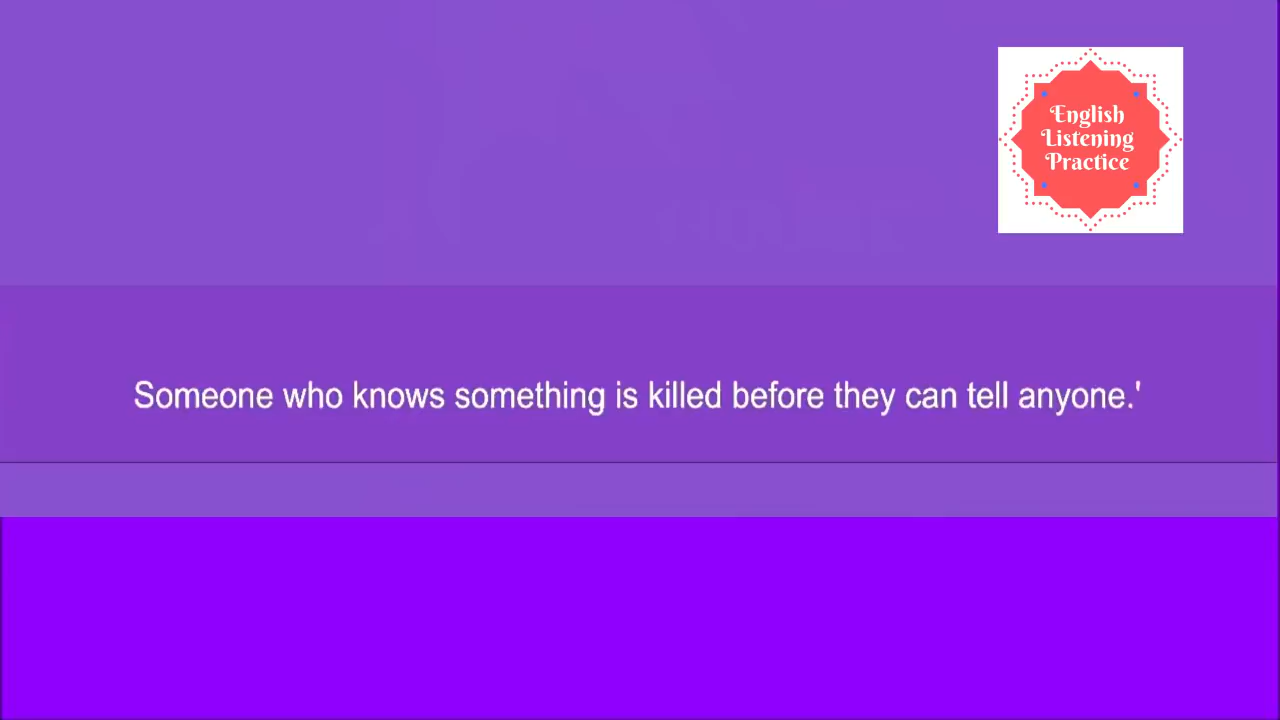 English
Listening
Practice
Someone who knows something is killed before they can tell anyone.'